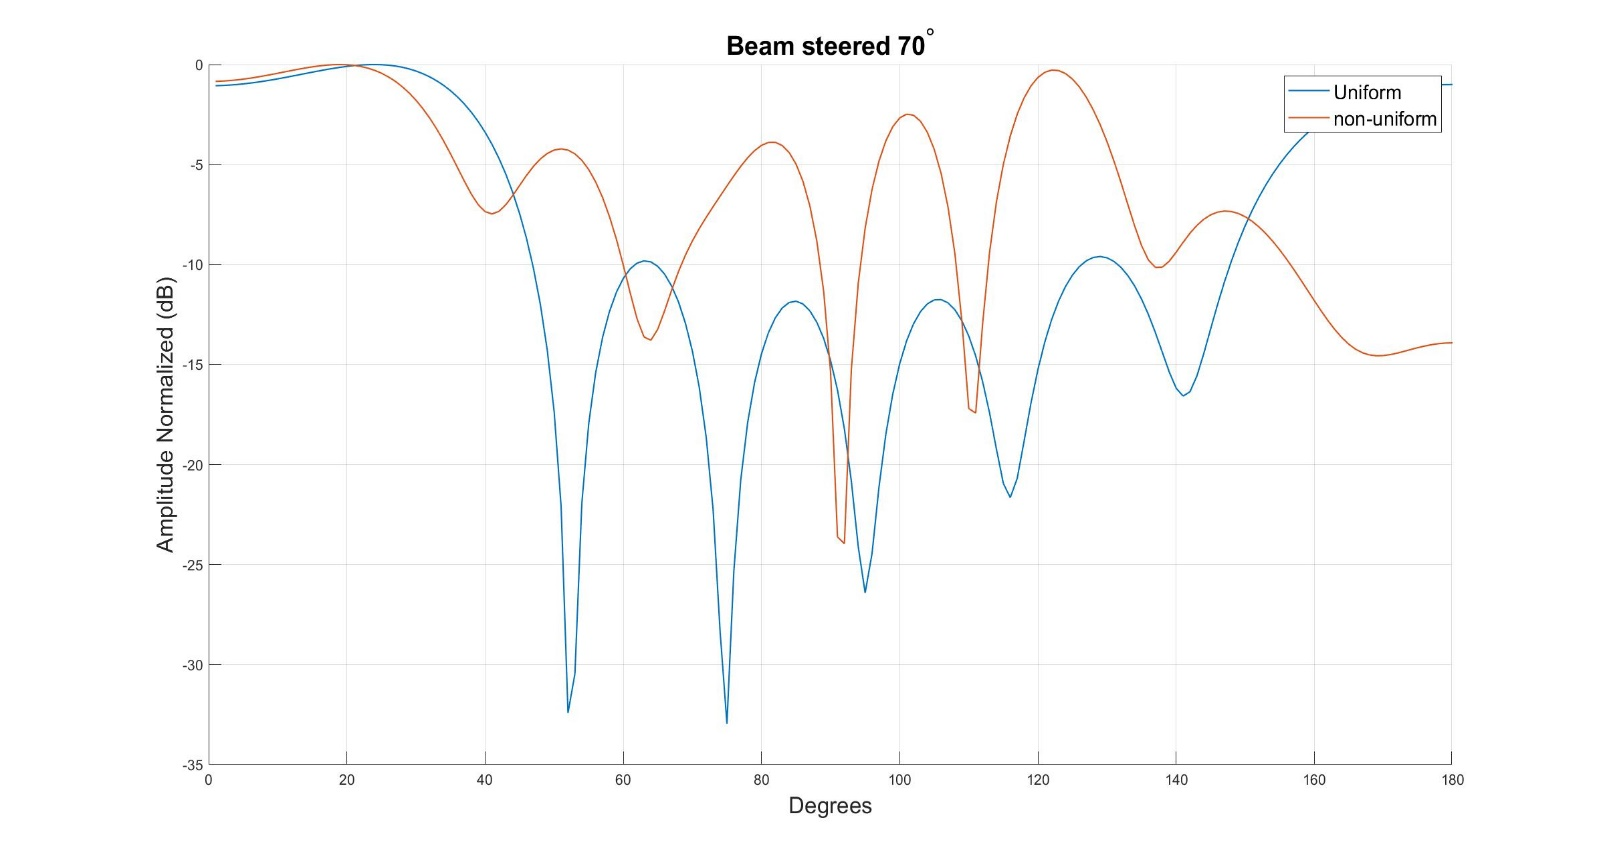 Beam steered 70°
Uniform
non-uniform
Amplitude Normalized (dB)
0
-5
-10
-15
-20
-25
-30
-35
0 20 40 60 80 100 120 140 160 180
Degrees